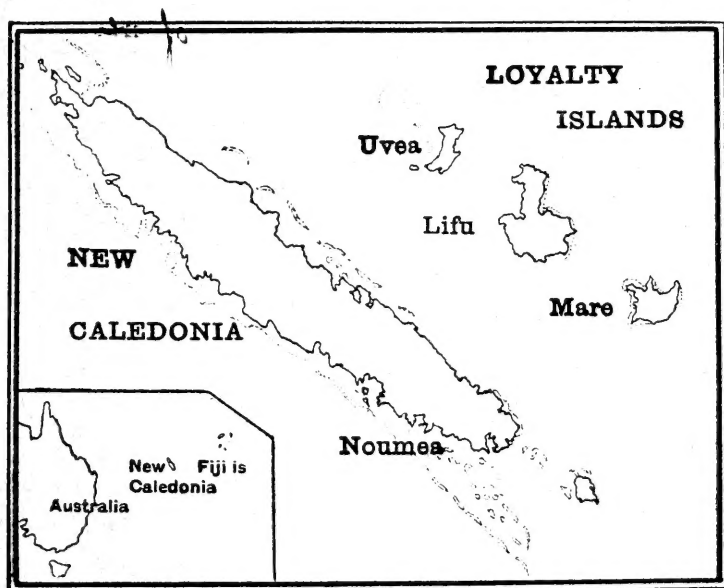 LOYALTY
ISLANDS
Uvea
Lifu
NEW
Mare
CALEDONIA
Noumea
New Fiji is
Caledonia
Australia